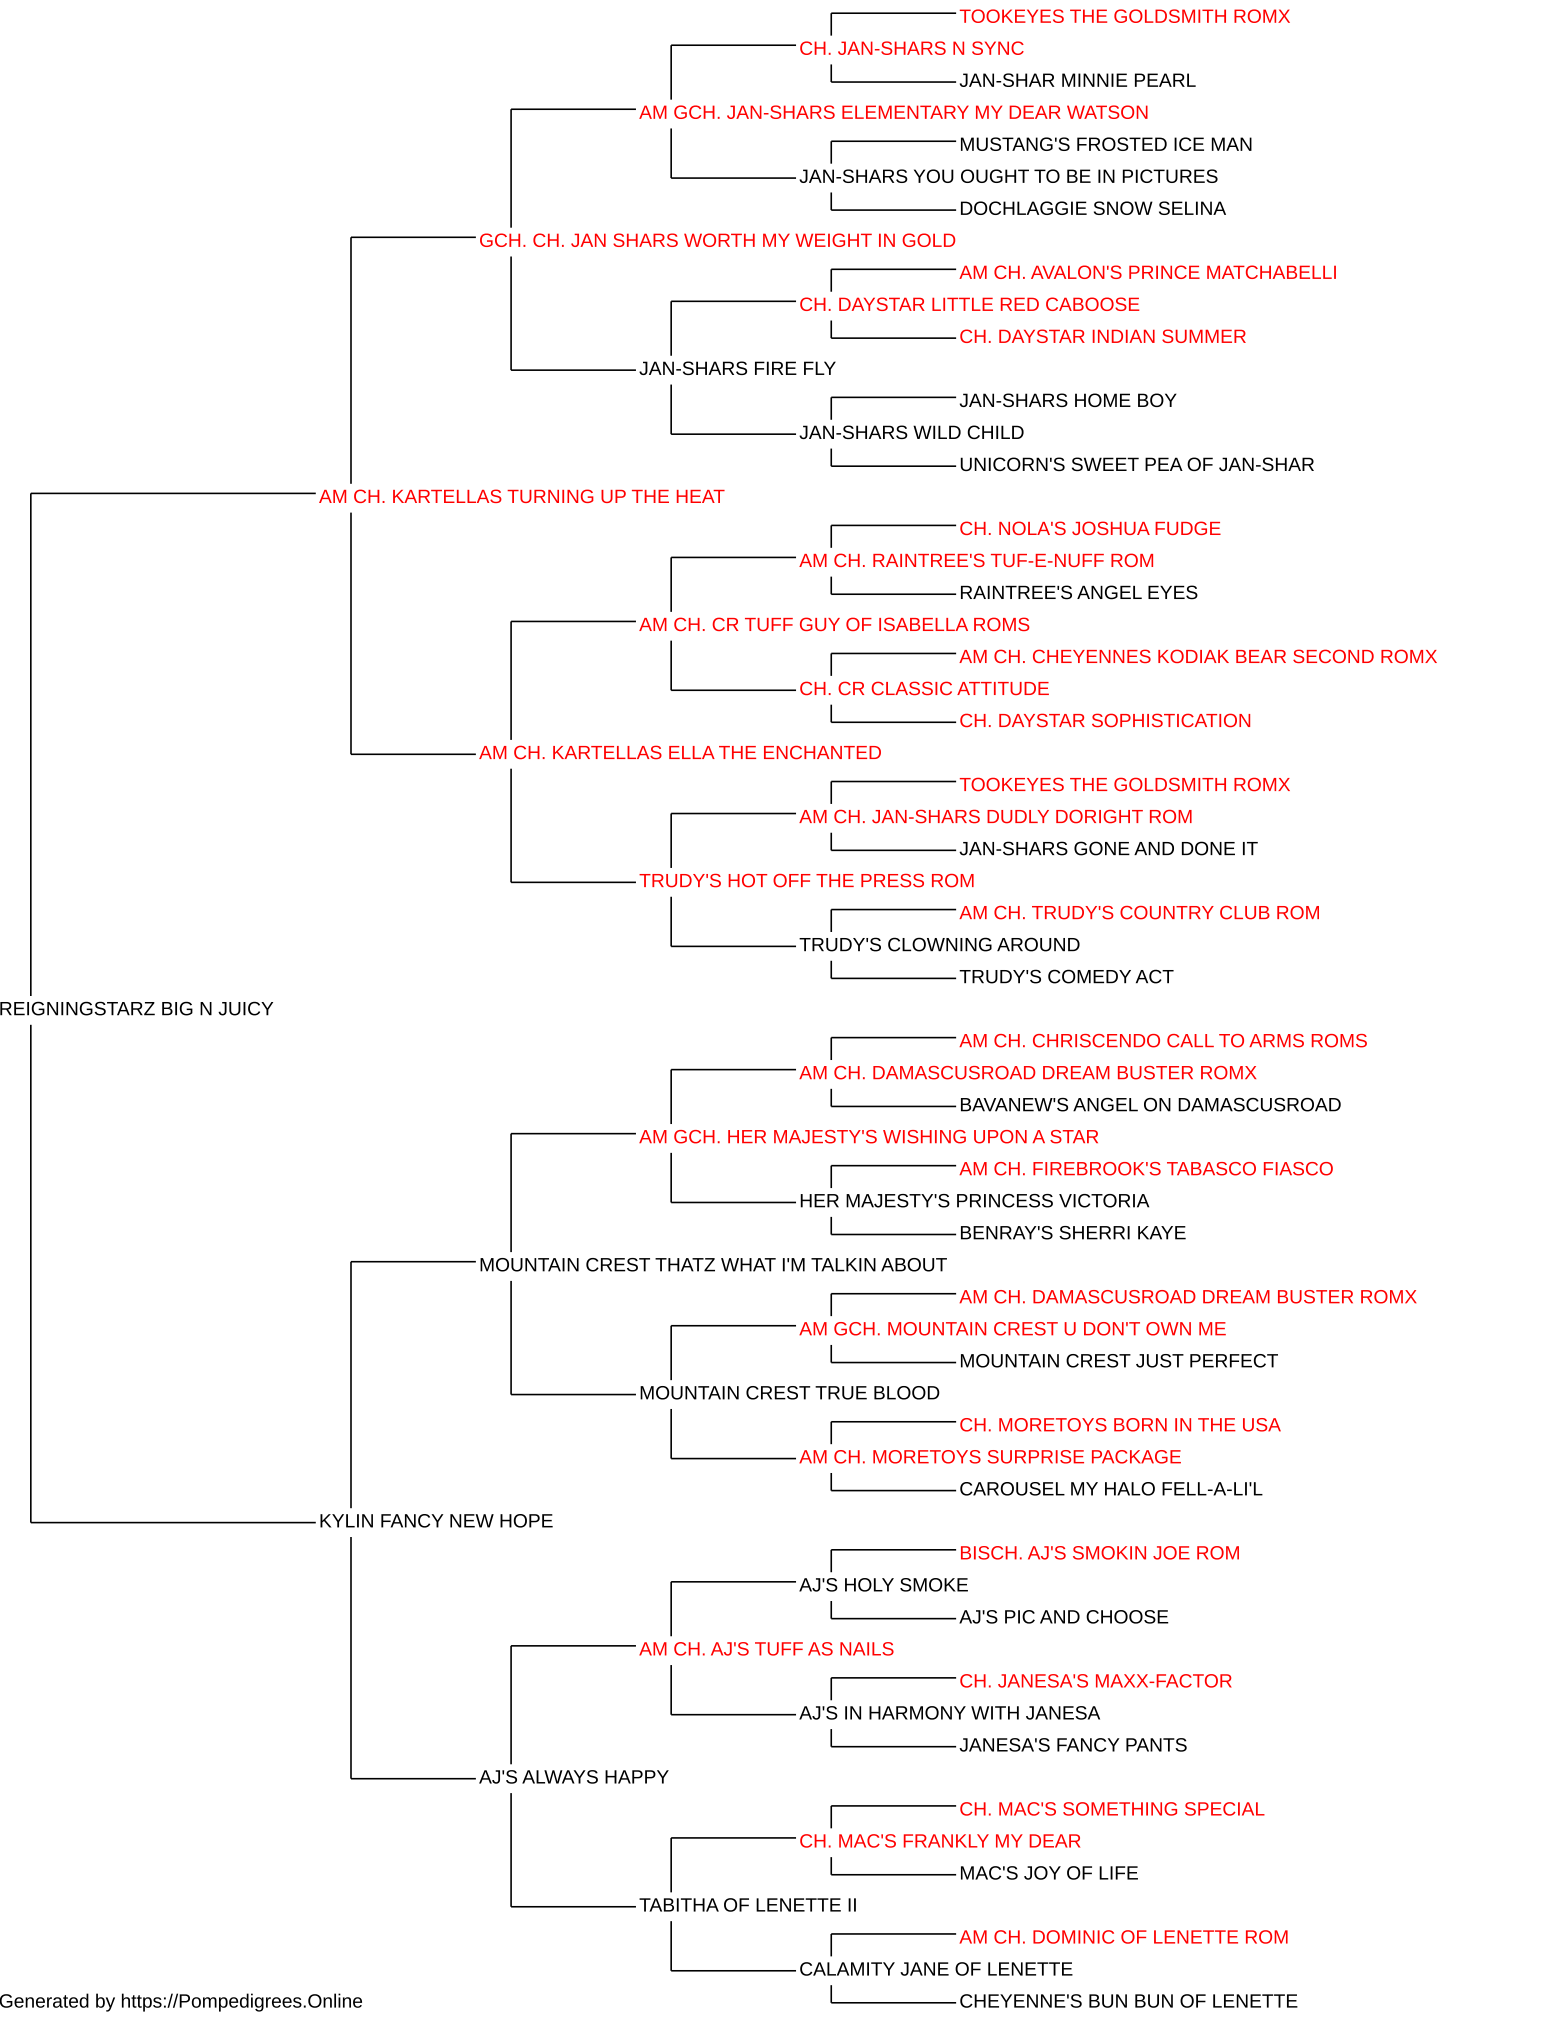 TOOKEYES THE GOLDSMITH ROMX
CH. JAN-SHARS N SYNC
JAN-SHAR MINNIE PEARL
AM GCH. JAN-SHARS ELEMENTARY MY DEAR WATSON
MUSTANG'S FROSTED ICE MAN
JAN-SHARS YOU OUGHT TO BE IN PICTURES
DOCHLAGGIE SNOW SELINA
GCH. CH. JAN SHARS WORTH MY WEIGHT IN GOLD
AM CH. AVALON'S PRINCE MATCHABELLI
CH. DAYSTAR LITTLE RED CABOOSE
CH. DAYSTAR INDIAN SUMMER
JAN-SHARS FIRE FLY
JAN-SHARS HOME BOY
JAN-SHARS WILD CHILD
UNICORN'S SWEET PEA OF JAN-SHAR
AM CH. KARTELLAS TURNING UP THE HEAT
CH. NOLA'S JOSHUA FUDGE
AM CH. RAINTREE'S TUF-E-NUFF ROM
RAINTREE'S ANGEL EYES
AM CH. CR TUFF GUY OF ISABELLA ROMS
AM CH. CHEYENNES KODIAK BEAR SECOND ROMX
CH. CR CLASSIC ATTITUDE
CH. DAYSTAR SOPHISTICATION
AM CH. KARTELLAS ELLA THE ENCHANTED
TOOKEYES THE GOLDSMITH ROMX
AM CH. JAN-SHARS DUDLY DORIGHT ROM
JAN-SHARS GONE AND DONE IT
TRUDY'S HOT OFF THE PRESS ROM
AM CH. TRUDY'S COUNTRY CLUB ROM
TRUDY'S CLOWNING AROUND
TRUDY'S COMEDY ACT
REIGNINGSTARZ BIG N JUICY
AM CH. CHRISCENDO CALL TO ARMS ROMS
AM CH. DAMASCUSROAD DREAM BUSTER ROMX
BAVANEW'S ANGEL ON DAMASCUSROAD
AM GCH. HER MAJESTY'S WISHING UPON A STAR
AM CH. FIREBROOK'S TABASCO FIASCO
HER MAJESTY'S PRINCESS VICTORIA
BENRAY'S SHERRI KAYE
MOUNTAIN CREST THATZ WHAT I'M TALKIN ABOUT
AM CH. DAMASCUSROAD DREAM BUSTER ROMX
AM GCH. MOUNTAIN CREST U DON'T OWN ME
MOUNTAIN CREST JUST PERFECT
MOUNTAIN CREST TRUE BLOOD
CH. MORETOYS BORN IN THE USA
AM CH. MORETOYS SURPRISE PACKAGE
CAROUSEL MY HALO FELL-A-LI'L
KYLIN FANCY NEW HOPE
BISCH. AJ'S SMOKIN JOE ROM
AJ'S HOLY SMOKE
AJ'S PIC AND CHOOSE
AM CH. AJ'S TUFF AS NAILS
CH. JANESA'S MAXX-FACTOR
AJ'S IN HARMONY WITH JANESA
JANESA'S FANCY PANTS
AJ'S ALWAYS HAPPY
CH. MAC'S SOMETHING SPECIAL
CH. MAC'S FRANKLY MY DEAR
MAC'S JOY OF LIFE
TABITHA OF LENETTE II
AM CH. DOMINIC OF LENETTE ROM
CALAMITY JANE OF LENETTE
CHEYENNE'S BUN BUN OF LENETTE
Generated by https://Pompedigrees.Online